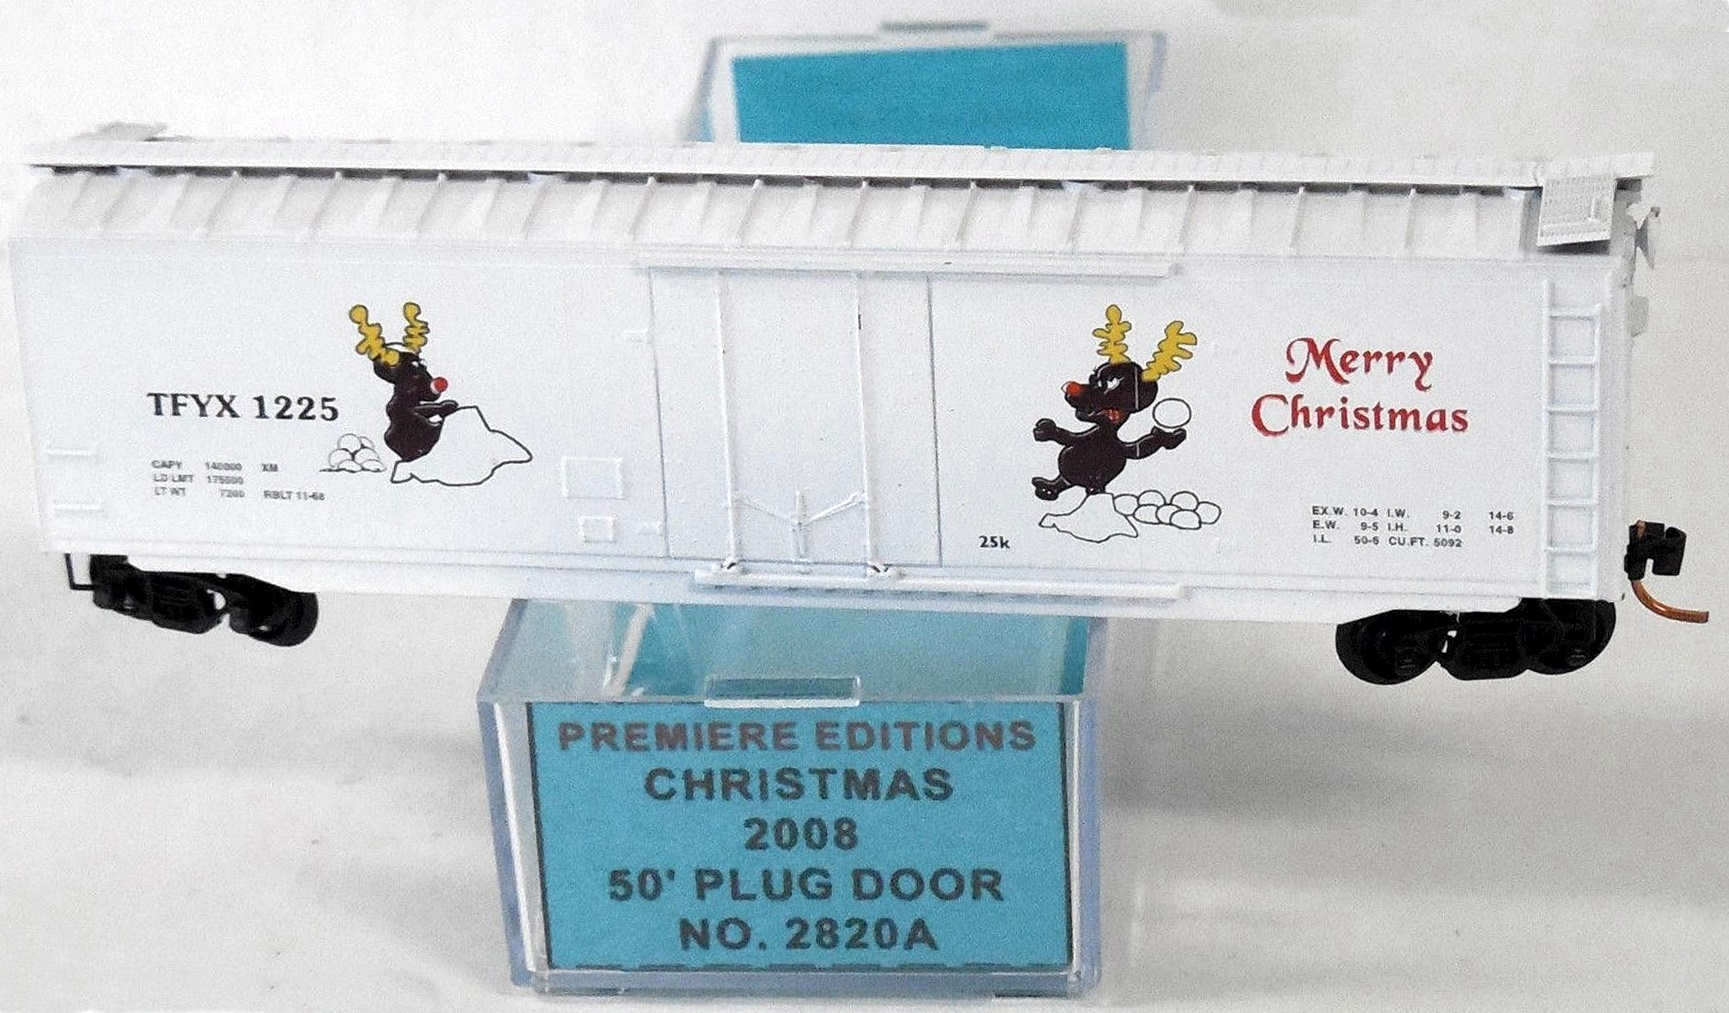 TFYX 1225
CAPY 140000 XM
LD LMT 175000
LT WT 7200 RBLT 11-68
Merry
Christmas
25k
EX.W. 10-4 I.W. 9-2 14-6
E.W. 9-5 I.H. 11-0 14-8
I.L. 50-6 CU.FT. 5092
PREMIERE EDITIONS
CHRISTMAS
2008
50' PLUG DOOR
NO. 2820A